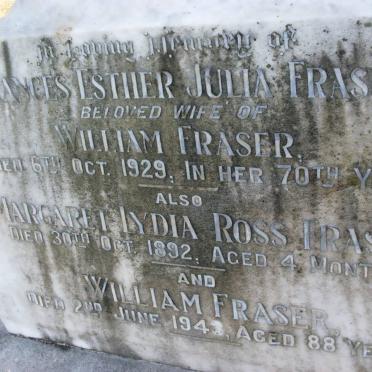 In Loving Memory of
ANCES ESTHER JULIA FRAS
BELOVED WIFE OF
WILLIAM FRASER,
IED 6TH OCT. 1929, IN HER 70TH Y
ALSO
MARGARET LYDIA ROSS FRAS
DIED 30TH OCT. 1892, AGED 4 MONT
AND
WILLIAM FRASER,
DIED 2ND JUNE 1943, AGED 88 YE